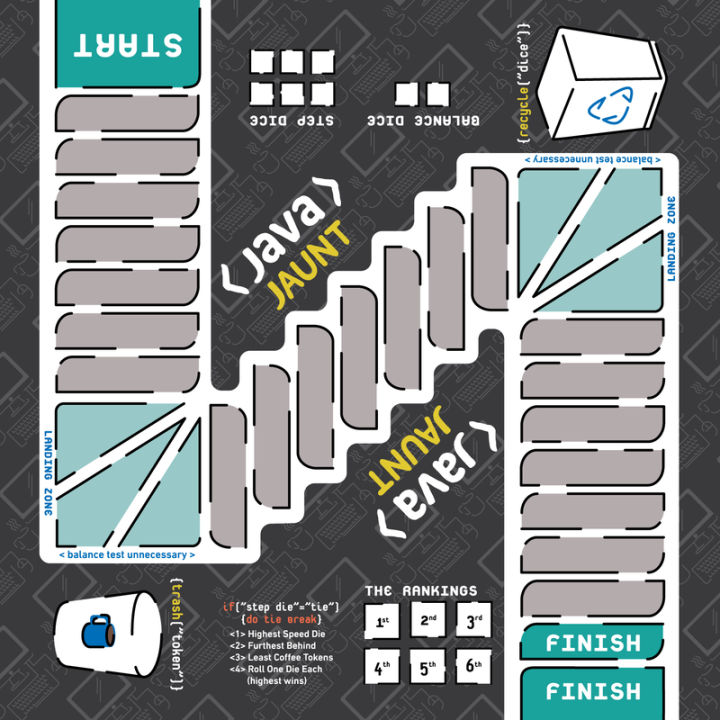 START
STEP DICE
BALANCE DICE
{recycle("dice")}
< balance test unnecessary >
LANDING ZONE
<Java>
JAUNT
<Java>
JAUNT
LANDING ZONE
< balance test unnecessary >
{trash("token")}
if("step die"="tie")
{do tie break}
<1> Highest Speed Die
<2> Furthest Behind
<3> Least Coffee Tokens
<4> Roll One Die Each
(highest wins)
THE RANKINGS
1st 2nd 3rd
4th 5th 6th
FINISH
FINISH